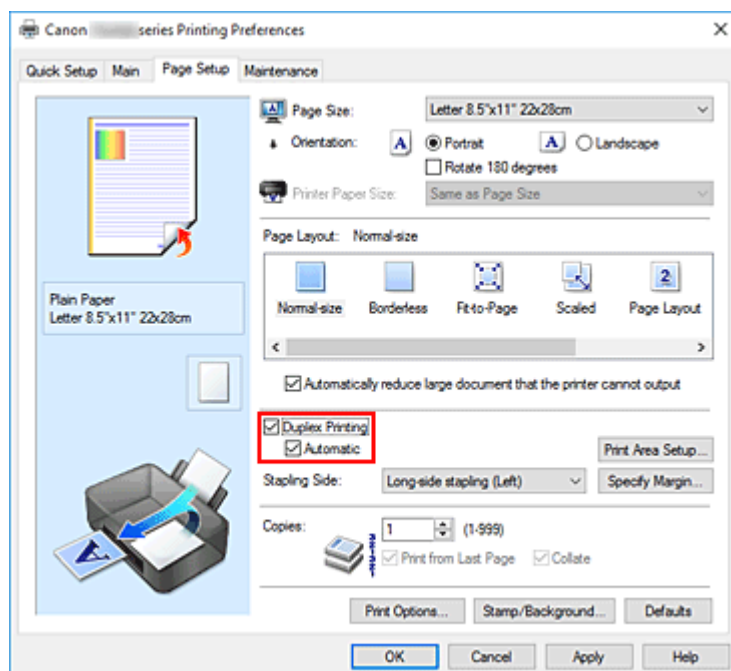 Canon series Printing Preferences
Quick Setup Main Page Setup Maintenance
Page Size: Letter 8.5"x11" 22x28cm
Orientation: A Portrait A Landscape
Rotate 180 degrees
Printer Paper Size: Same as Page Size
Page Layout: Normal-size
2
Normal-size Borderless Fit-to-Page Scaled Page Layout
Plain Paper
Letter 8.5"x11" 22x28cm
Automatically reduce large document that the printer cannot output
Duplex Printing
Automatic
Print Area Setup...
Stapling Side: Long-side stapling (Left) Specify Margin...
Copies: 1 (1-999)
Print from Last Page Collate
A
Print Options... Stamp/Background... Defaults
OK Cancel Apply Help